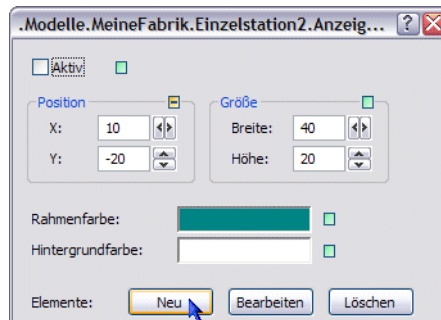 .Modelle.MeineFabrik.Einzelstation2.Anzeig... ?
Aktiv
Position
X: 10
Y: -20
Größe
Breite: 40
Höhe: 20
Rahmenfarbe:
Hintergrundfarbe:
Elemente: Neu Bearbeiten Löschen